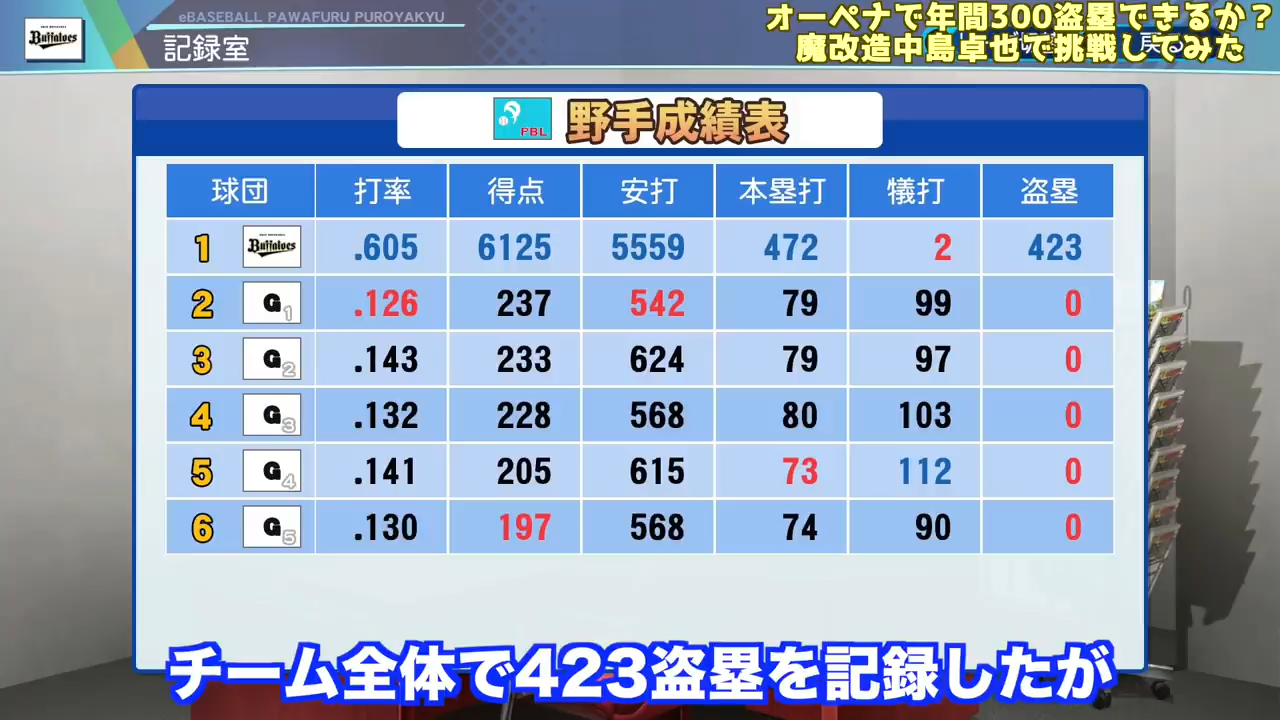 eBASEBALL PAWAFURU PUROYAKYU
オーペナで年間300盗塁できるか?
魔改造中島卓也で挑戦してみた
Buffaloes
記録室
戻る
PBL 野手成績表
球団 打率 得点 安打 本塁打 犠打 盗塁
1 Buffaloes .605 6125 5559 472 2 423
2 G1 .126 237 542 79 99 0
3 G2 .143 233 624 79 97 0
4 G3 .132 228 568 80 103 0
5 G4 .141 205 615 73 112 0
6 G5 .130 197 568 74 90 0
チーム全体で423盗塁を記録したが